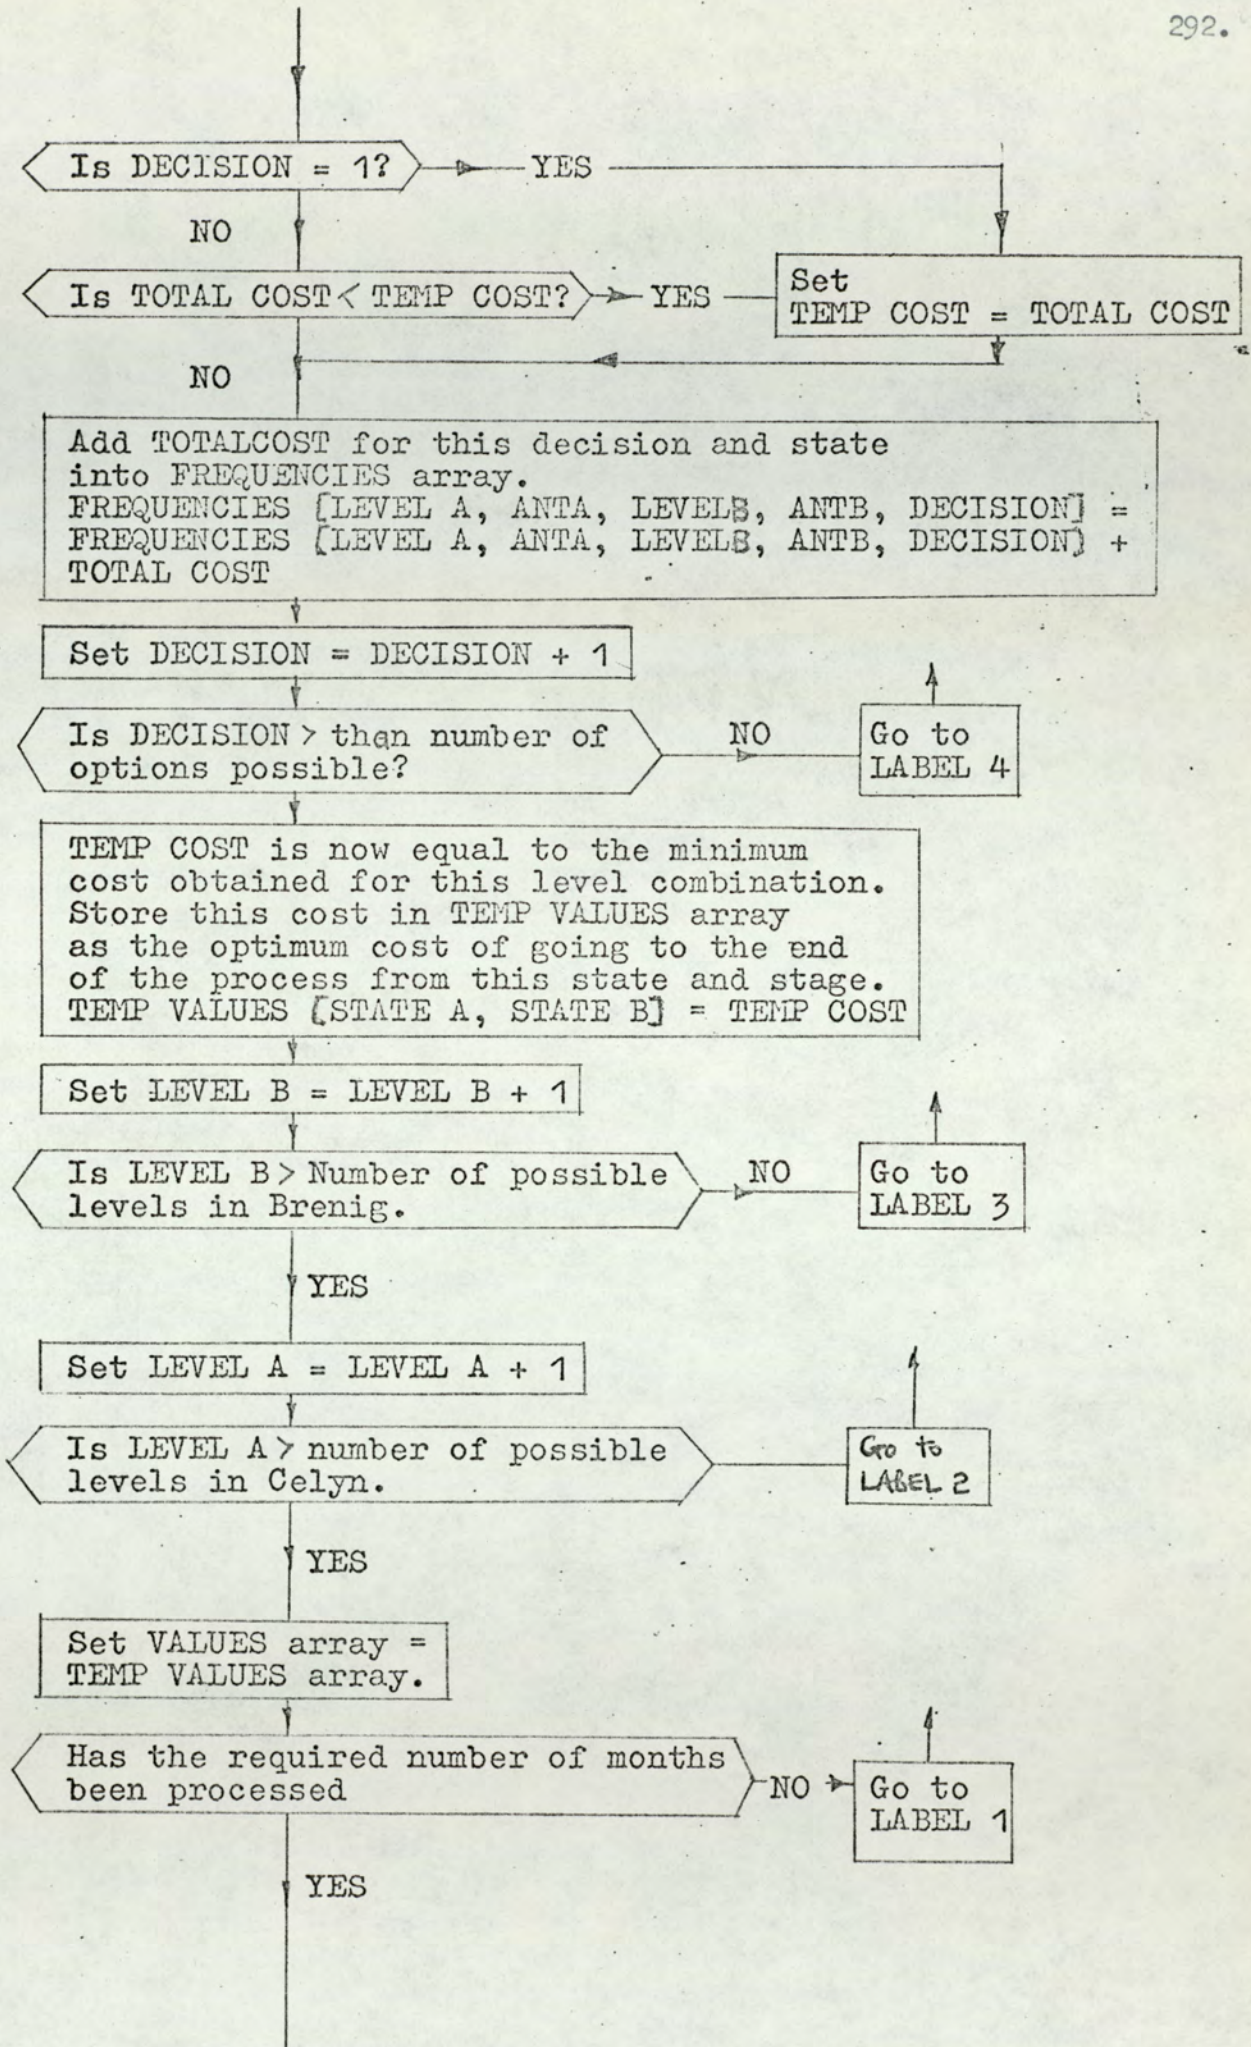 292.
Is DECISION = 1?
YES
NO
Is TOTAL COST < TEMP COST?
YES
Set
TEMP COST = TOTAL COST
NO
Add TOTALCOST for this decision and state
into FREQUENCIES array.
FREQUENCIES [LEVEL A, ANTA, LEVELB, ANTB, DECISION] =
FREQUENCIES [LEVEL A, ANTA, LEVELB, ANTB, DECISION] +
TOTAL COST
Set DECISION = DECISION + 1
Is DECISION > than number of
options possible?
NO
Go to
LABEL 4
TEMP COST is now equal to the minimum
cost obtained for this level combination.
Store this cost in TEMP VALUES array
as the optimum cost of going to the end
of the process from this state and stage.
TEMP VALUES [STATE A, STATE B] = TEMP COST
Set LEVEL B = LEVEL B + 1
Is LEVEL B > Number of possible
levels in Brenig.
NO
Go to
LABEL 3
YES
Set LEVEL A = LEVEL A + 1
Is LEVEL A > number of possible
levels in Celyn.
Go to
LABEL 2
YES
Set VALUES array =
TEMP VALUES array.
Has the required number of months
been processed
NO
Go to
LABEL 1
YES